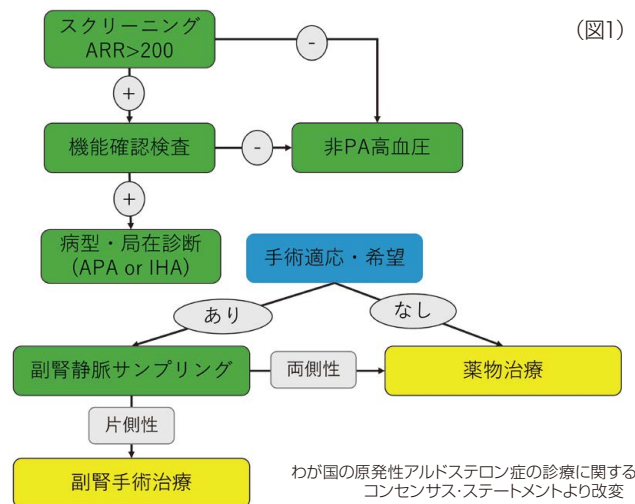 スクリーニング
ARR>200
(図1)
-
+
機能確認検査
-
非PA高血圧
+
病型・局在診断
(APA or IHA)
手術適応・希望
あり
なし
副腎静脈サンプリング
両側性
薬物治療
片側性
副腎手術治療
わが国の原発性アルドステロン症の診療に関する
コンセンサス・ステートメントより改変